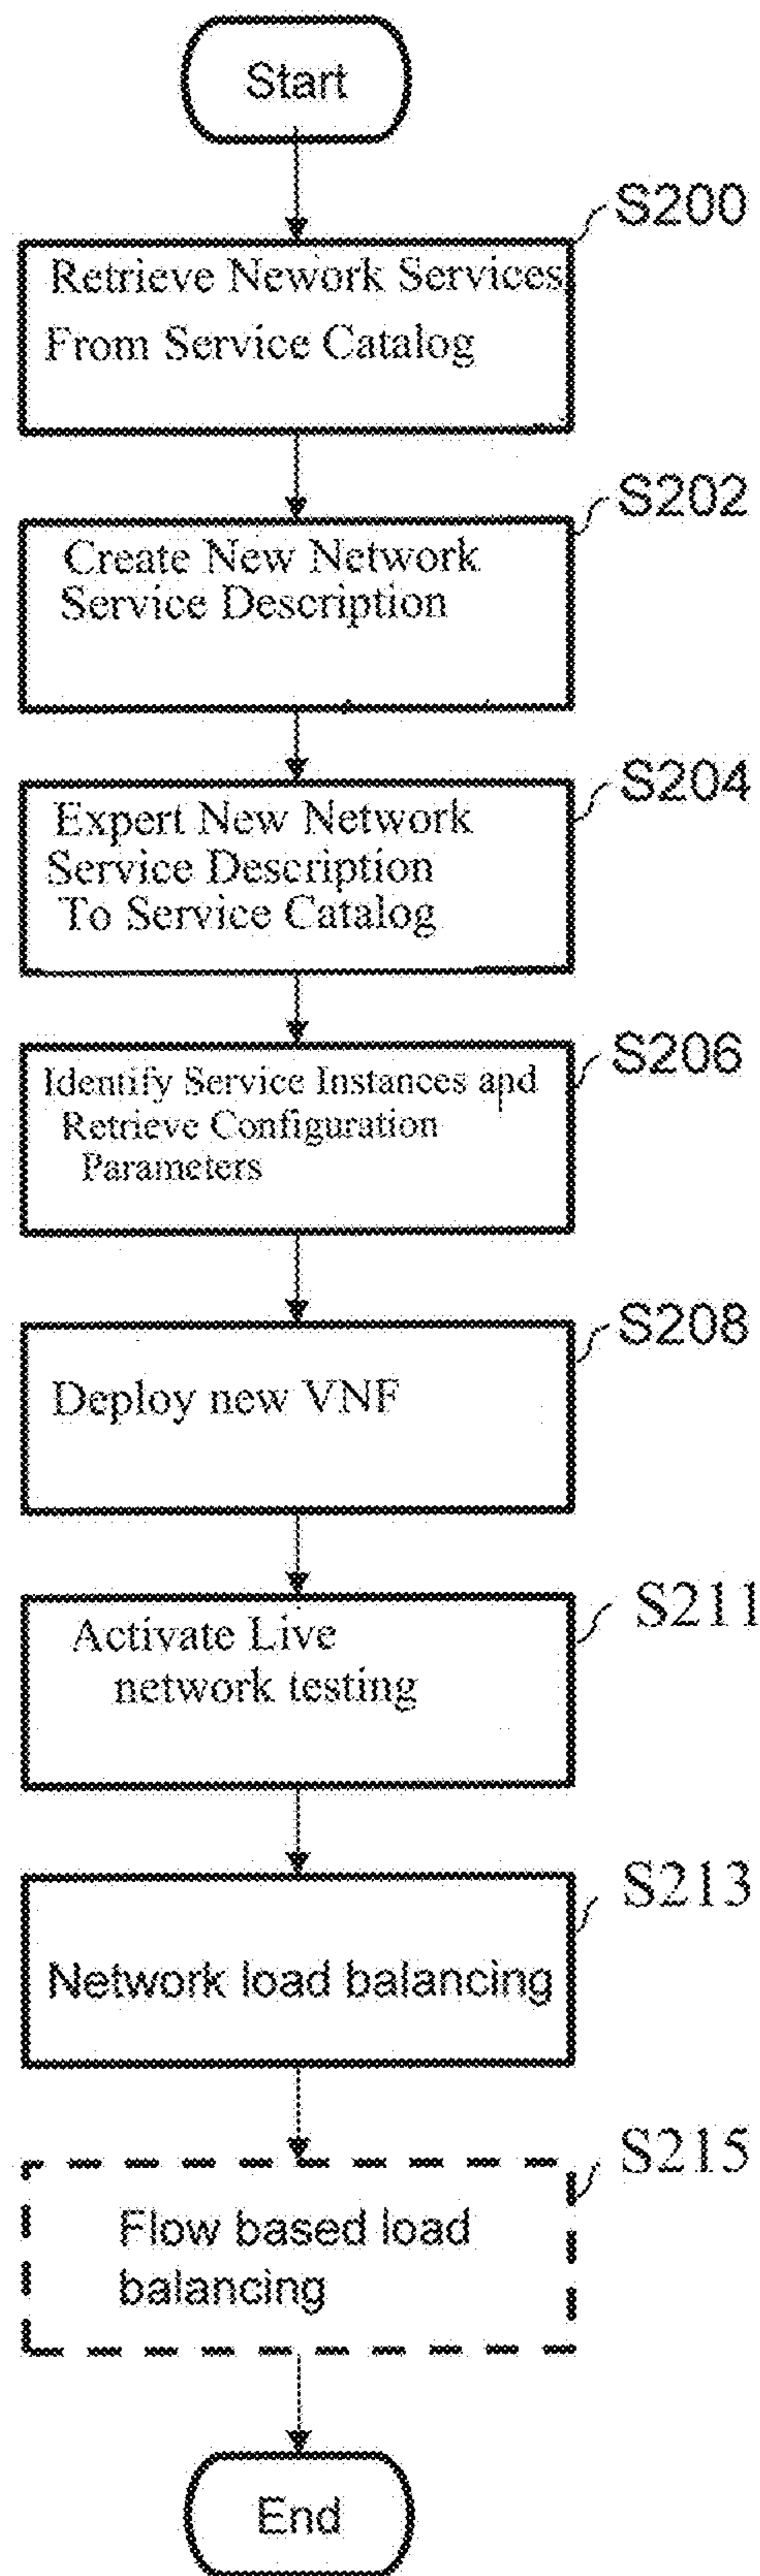 Start
S200
Retrieve Nework Services
From Service Catalog
S202
Create New Network
Service Description
S204
Expert New Network
Service Description
To Service Catalog
S206
Identify Service Instances and
Retrieve Configuration
Parameters
S208
Deploy new VNF
S211
Activate Live
network testing
S213
Network load balancing
S215
Flow based load
balancing
End